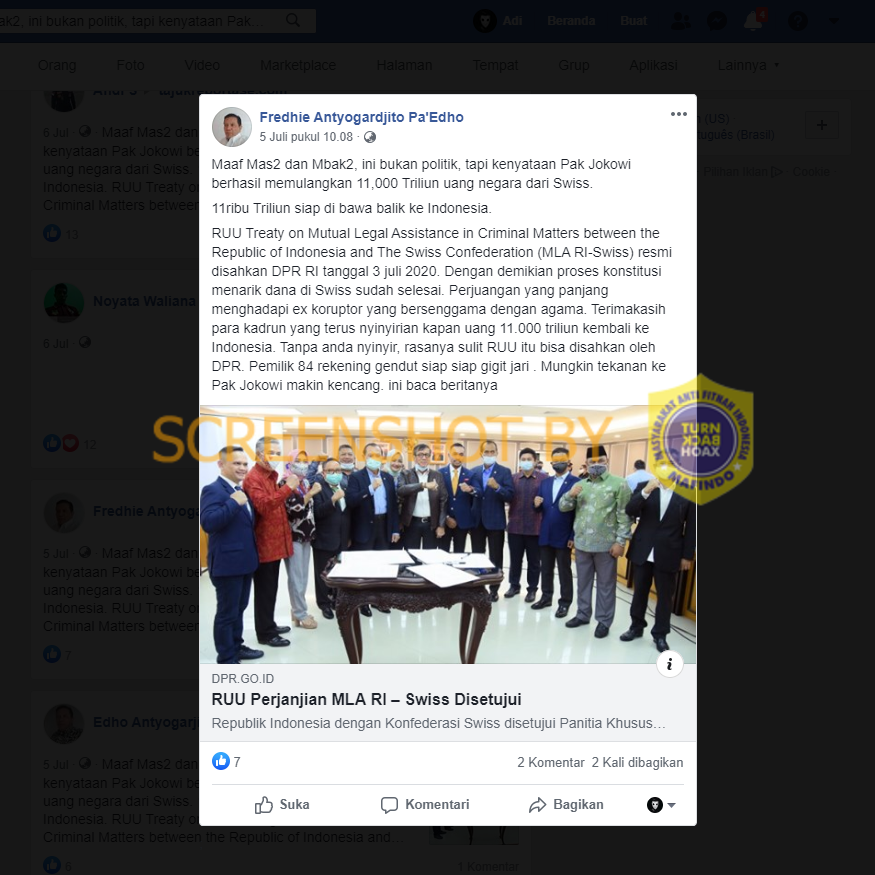 ak2, ini bukan politik, tapi kenyataan Pak...
Adi
Beranda
Buat
4
Orang
Foto
Video
Marketplace
Halaman
Tempat
Grup
Aplikasi
Lainnya
6 Jul
Maaf Mas2 dan
kenyataan Pak Jokowi be
uang negara dari Swiss.
Indonesia. RUU Treaty o
Criminal Matters betwee
13
Noyata Waliana
6 Jul
12
Fredhie Antyog
5 Jul
Maaf Mas2 dan
kenyataan Pak Jokowi be
uang negara dari Swiss.
Indonesia. RUU Treaty o
Criminal Matters betwee
7
Edho Antyogarj
5 Jul
Maaf Mas2 dan
kenyataan Pak Jokowi be
uang negara dari Swiss.
Indonesia. RUU Treaty o
Criminal Matters between the Republic of Indonesia and...
5
1 Komentar
(US)
tuguês (Brasil)
Pilihan Iklan
Cookie
Fredhie Antyogardjito Pa'Edho
5 Juli pukul 10.08 ·
Maaf Mas2 dan Mbak2, ini bukan politik, tapi kenyataan Pak Jokowi
berhasil memulangkan 11,000 Triliun uang negara dari Swiss.
11ribu Triliun siap di bawa balik ke Indonesia.
RUU Treaty on Mutual Legal Assistance in Criminal Matters between the
Republic of Indonesia and The Swiss Confederation (MLA RI-Swiss) resmi
disahkan DPR RI tanggal 3 juli 2020. Dengan demikian proses konstitusi
menarik dana di Swiss sudah selesai. Perjuangan yang panjang
menghadapi ex koruptor yang bersenggama dengan agama. Terimakasih
para kadrun yang terus nyinyirian kapan uang 11.000 triliun kembali ke
Indonesia. Tanpa anda nyinyir, rasanya sulit RUU itu bisa disahkan oleh
DPR. Pemilik 84 rekening gendut siap siap gigit jari . Mungkin tekanan ke
Pak Jokowi makin kencang. ini baca beritanya
SCREENSHOT BY
MASYARAKAT ANTI FITNAH INDONESIA
TURN
BACK
HOAX
MAFINDO
DPR.GO.ID
RUU Perjanjian MLA RI – Swiss Disetujui
Republik Indonesia dengan Konfederasi Swiss disetujui Panitia Khusus...
7
2 Komentar 2 Kali dibagikan
Suka
Komentari
Bagikan